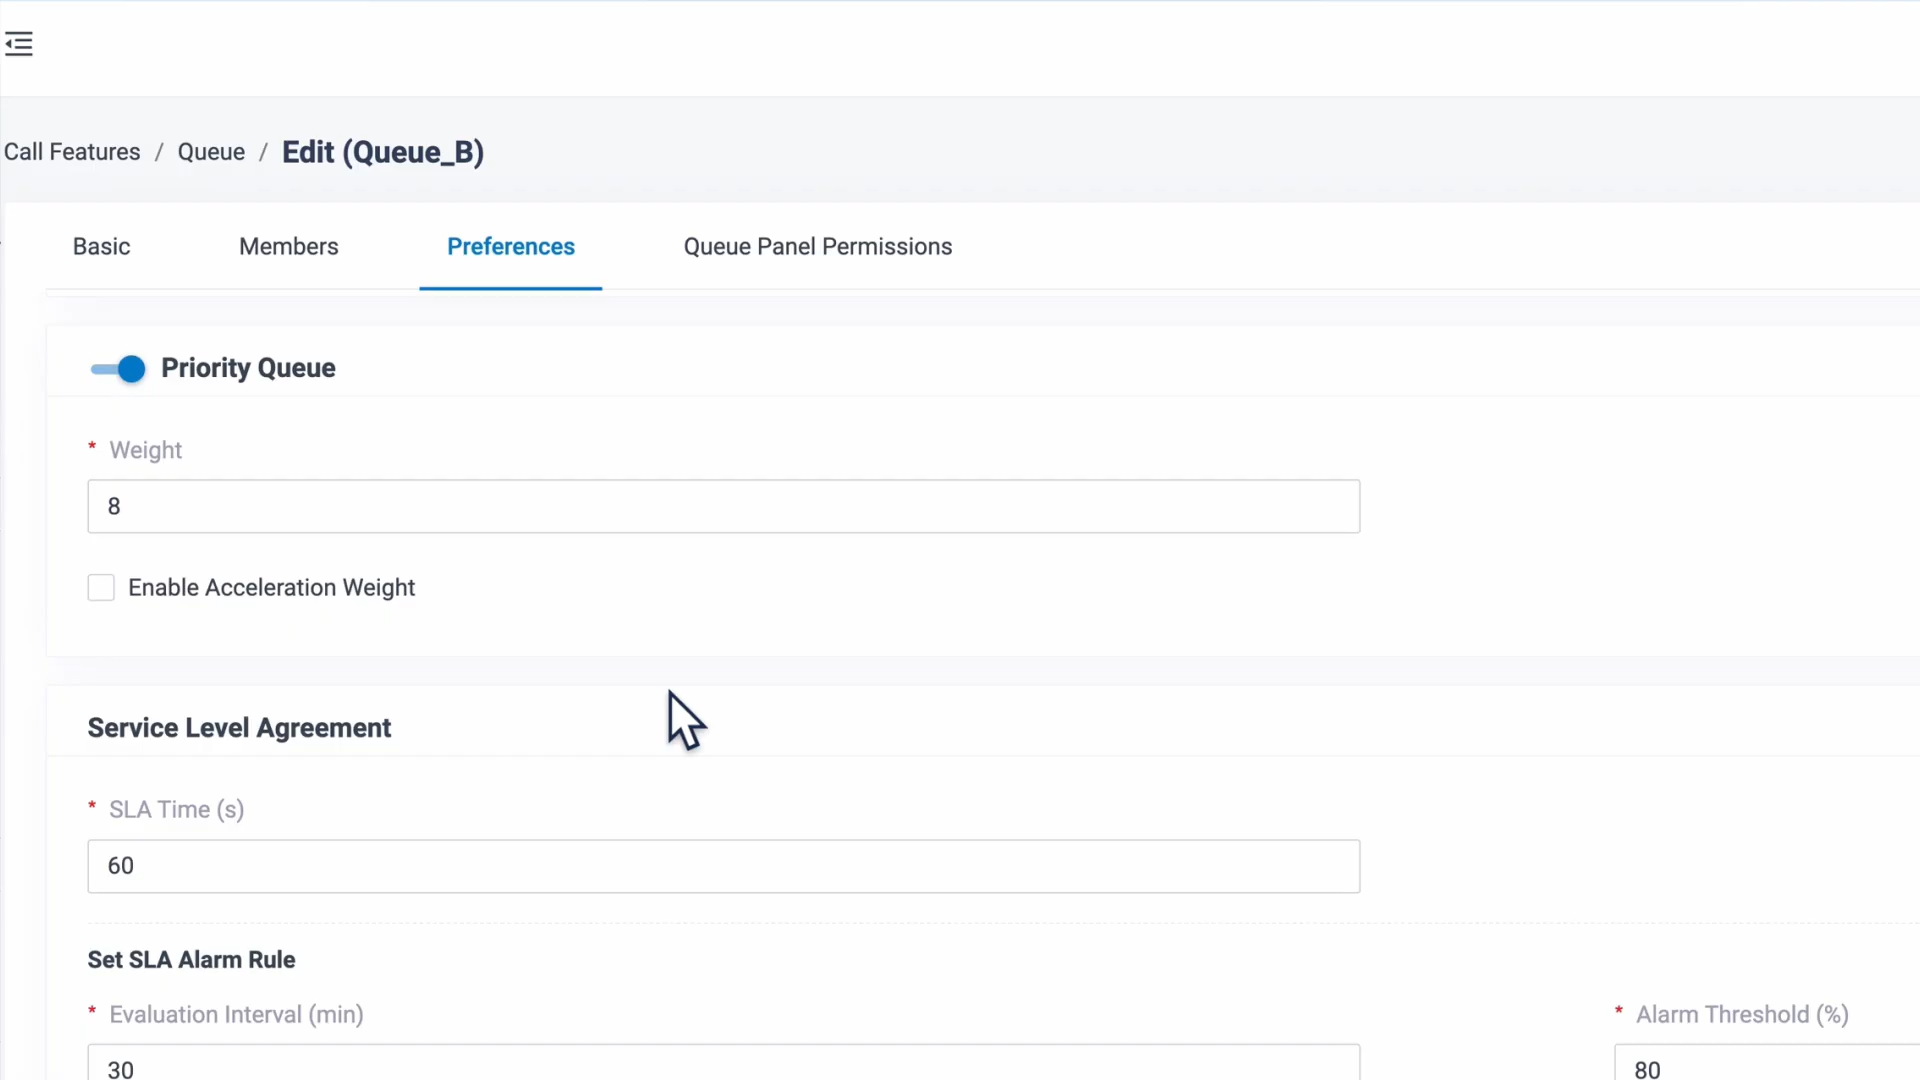 Call Features / Queue / Edit (Queue_B)
Basic Members Preferences Queue Panel Permissions
Priority Queue
* Weight
8
Enable Acceleration Weight
Service Level Agreement
* SLA Time (s)
60
Set SLA Alarm Rule
* Evaluation Interval (min) * Alarm Threshold (%)
30 80